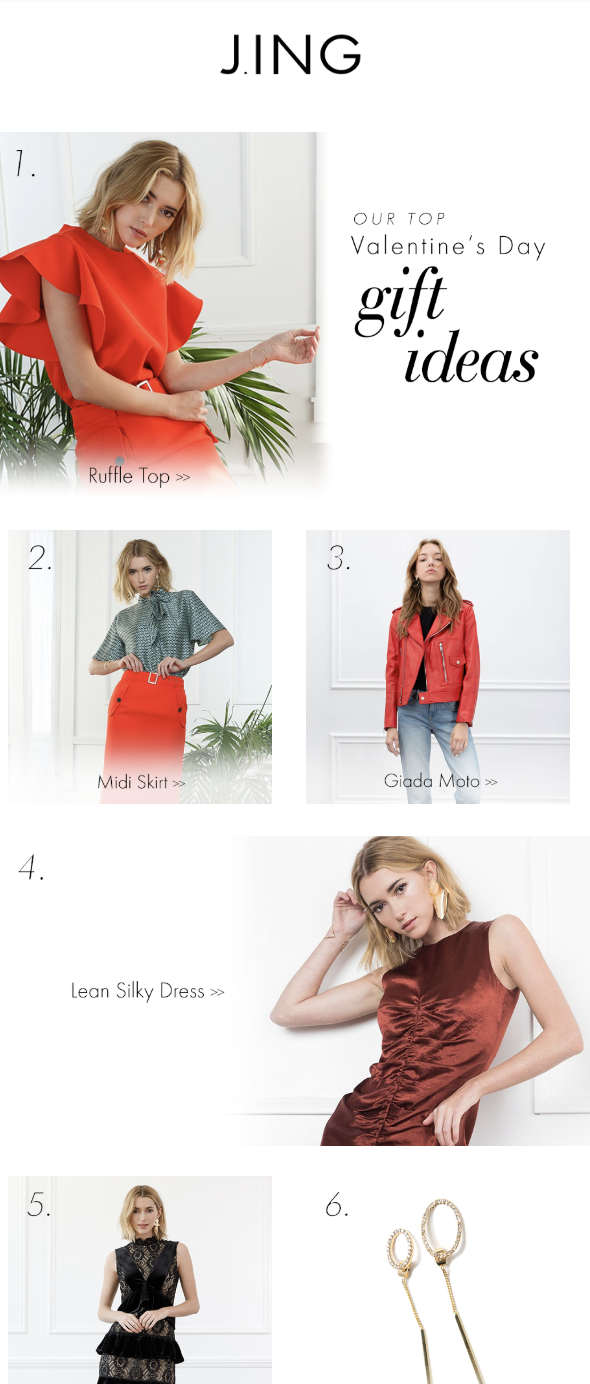 J.ING
1.
OUR TOP
Valentine's Day
gift
ideas
Ruffle Top >>
2.
3.
Midi Skirt >>
Giada Moto >>
4.
Lean Silky Dress >>
5.
6.